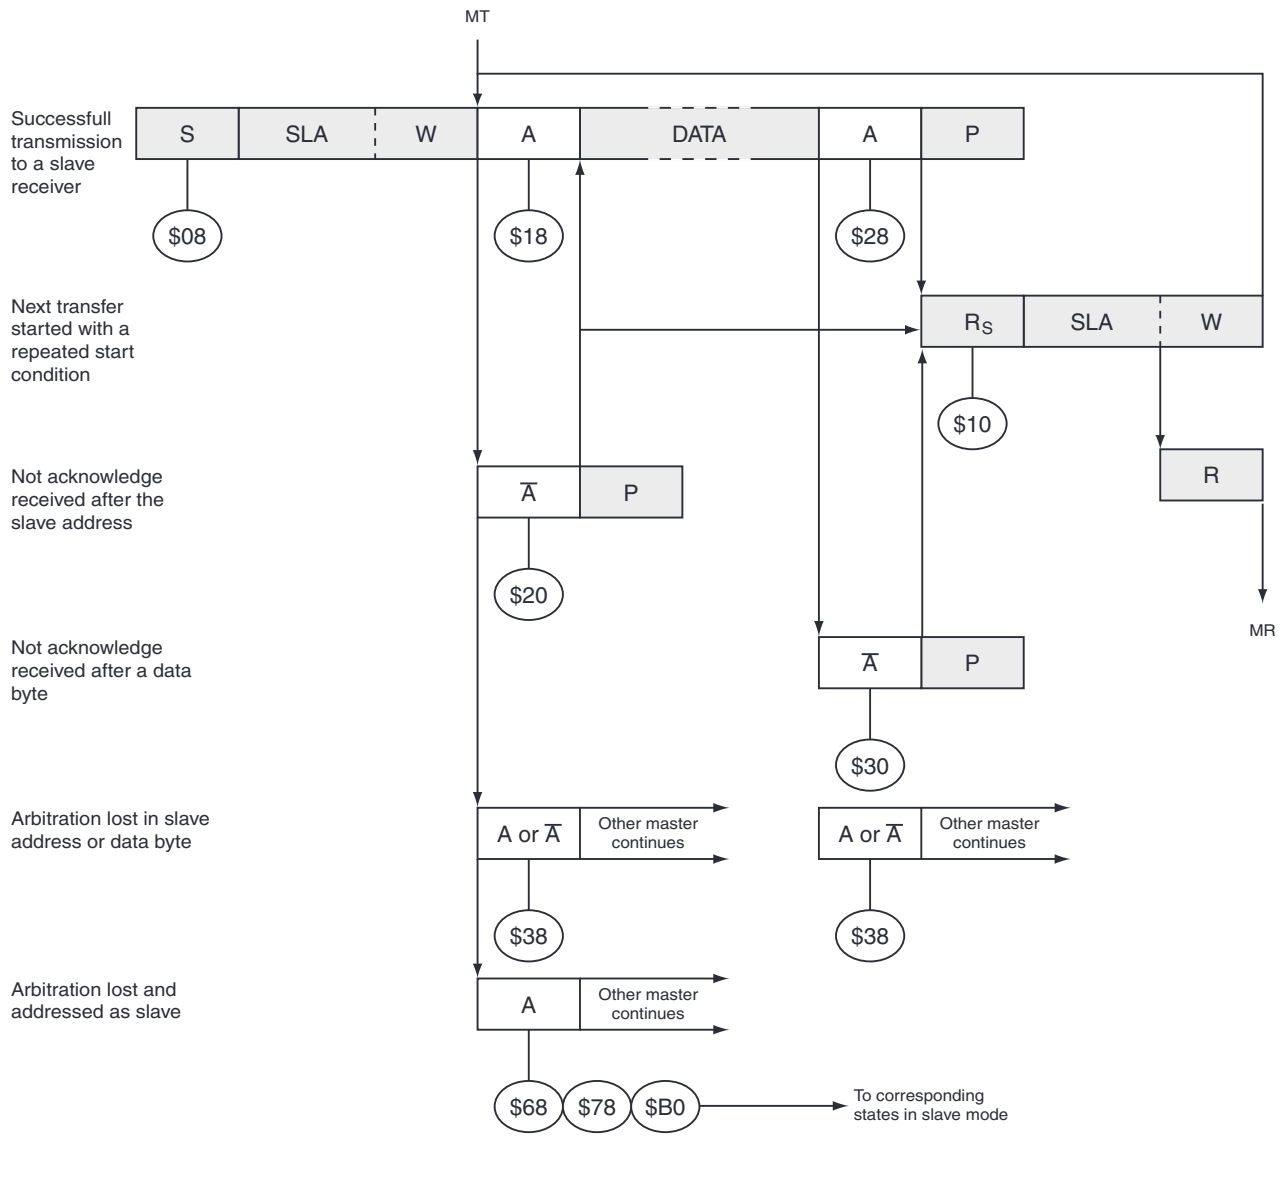 MT
Successfull
transmission
to a slave
receiver
S SLA W A DATA A P
$08 $18 $28
Next transfer
started with a
repeated start
condition
RS SLA W
$10
Not acknowledge
received after the
slave address
A̅ P
R
$20
MR
Not acknowledge
received after a data
byte
A̅ P
$30
Arbitration lost in slave
address or data byte
A or A̅
Other master
continues
A or A̅
Other master
continues
$38 $38
Arbitration lost and
addressed as slave
A
Other master
continues
$68 $78 $B0
To corresponding
states in slave mode